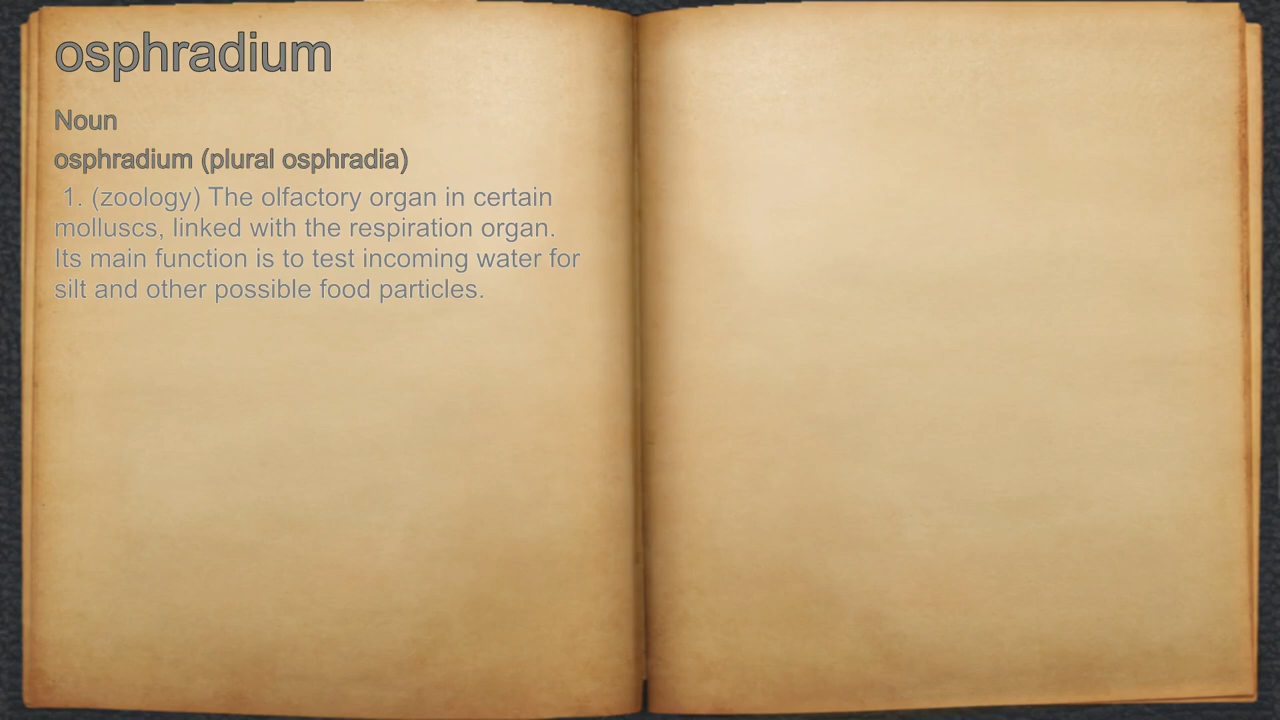 osphradium
Noun
osphradium (plural osphradia)
1. (zoology) The olfactory organ in certain
molluscs, linked with the respiration organ.
Its main function is to test incoming water for
silt and other possible food particles.